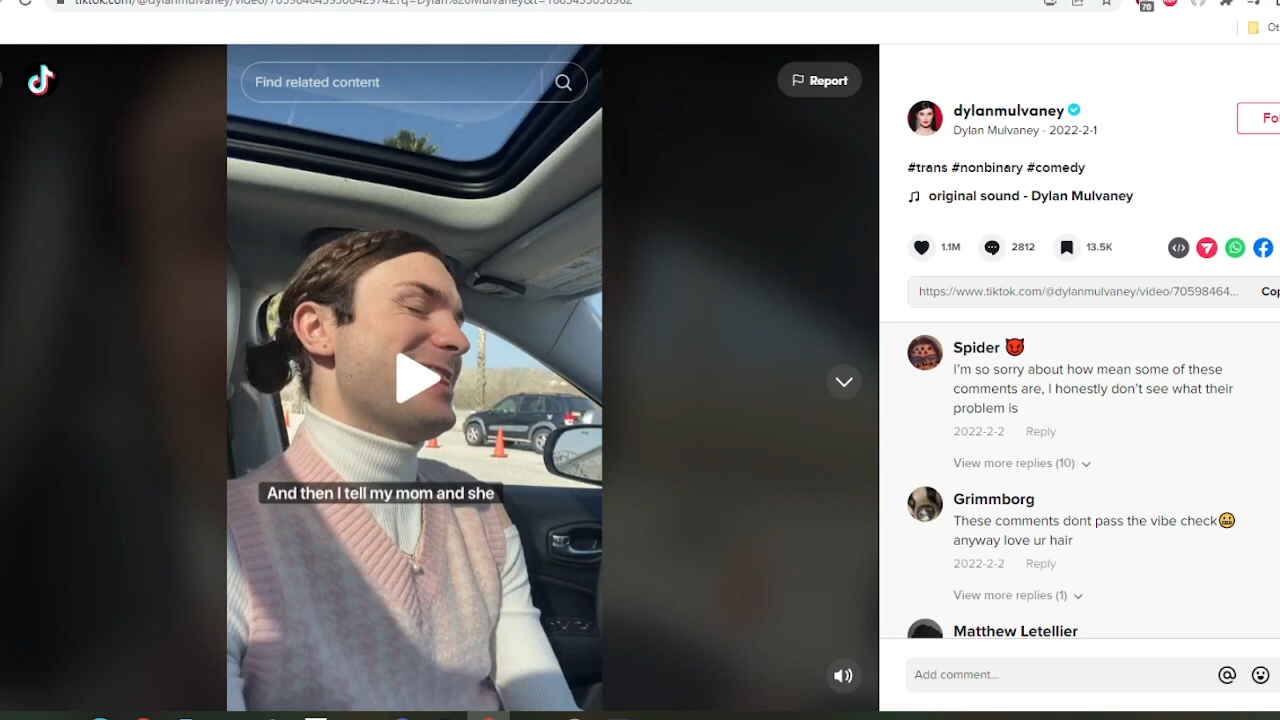 70
Find related content
Report
dylanmulvaney
Dylan Mulvaney · 2022-2-1
#trans #nonbinary #comedy
original sound - Dylan Mulvaney
1.1M
2812
13.5K
https://www.tiktok.com/@dylanmulvaney/video/70598464...
Spider
I'm so sorry about how mean some of these
comments are, I honestly don't see what their
problem is
2022-2-2 Reply
View more replies (10)
And then I tell my mom and she
Grimmborg
These comments dont pass the vibe check😬
anyway love ur hair
2022-2-2 Reply
View more replies (1)
Matthew Letellier
Add comment...